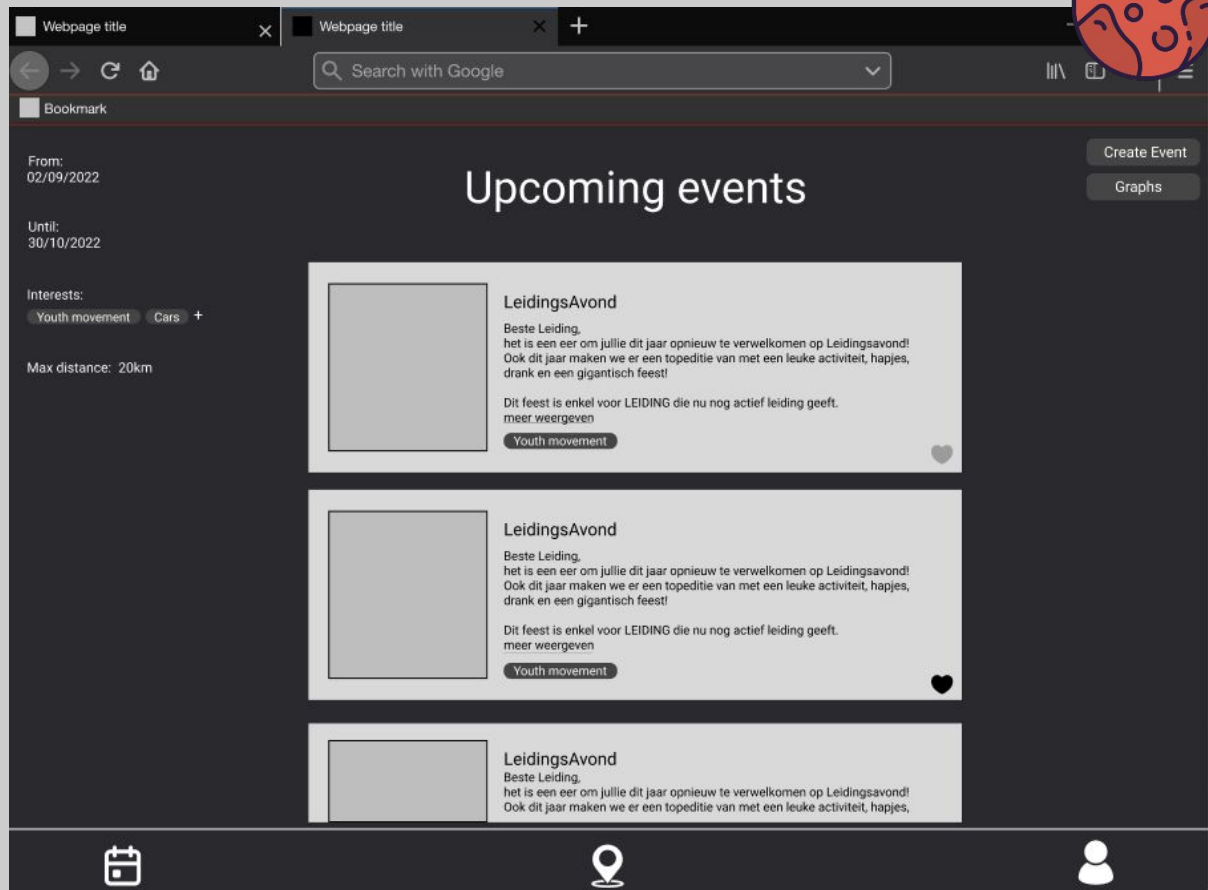 Webpage title
Webpage title
Search with Google
Bookmark
From:
02/09/2022
Until:
30/10/2022
Interests:
Youth movement Cars +
Max distance: 20km
Upcoming events
Create Event
Graphs
LeidingsAvond
Beste Leiding,
het is een eer om jullie dit jaar opnieuw te verwelkomen op Leidingsavond!
Ook dit jaar maken we er een topeditie van met een leuke activiteit, hapjes,
drank en een gigantisch feest!
Dit feest is enkel voor LEIDING die nu nog actief leiding geeft.
meer weergeven
Youth movement
LeidingsAvond
Beste Leiding,
het is een eer om jullie dit jaar opnieuw te verwelkomen op Leidingsavond!
Ook dit jaar maken we er een topeditie van met een leuke activiteit, hapjes,
drank en een gigantisch feest!
Dit feest is enkel voor LEIDING die nu nog actief leiding geeft.
meer weergeven
Youth movement
LeidingsAvond
Beste Leiding,
het is een eer om jullie dit jaar opnieuw te verwelkomen op Leidingsavond!
Ook dit jaar maken we er een topeditie van met een leuke activiteit, hapjes,